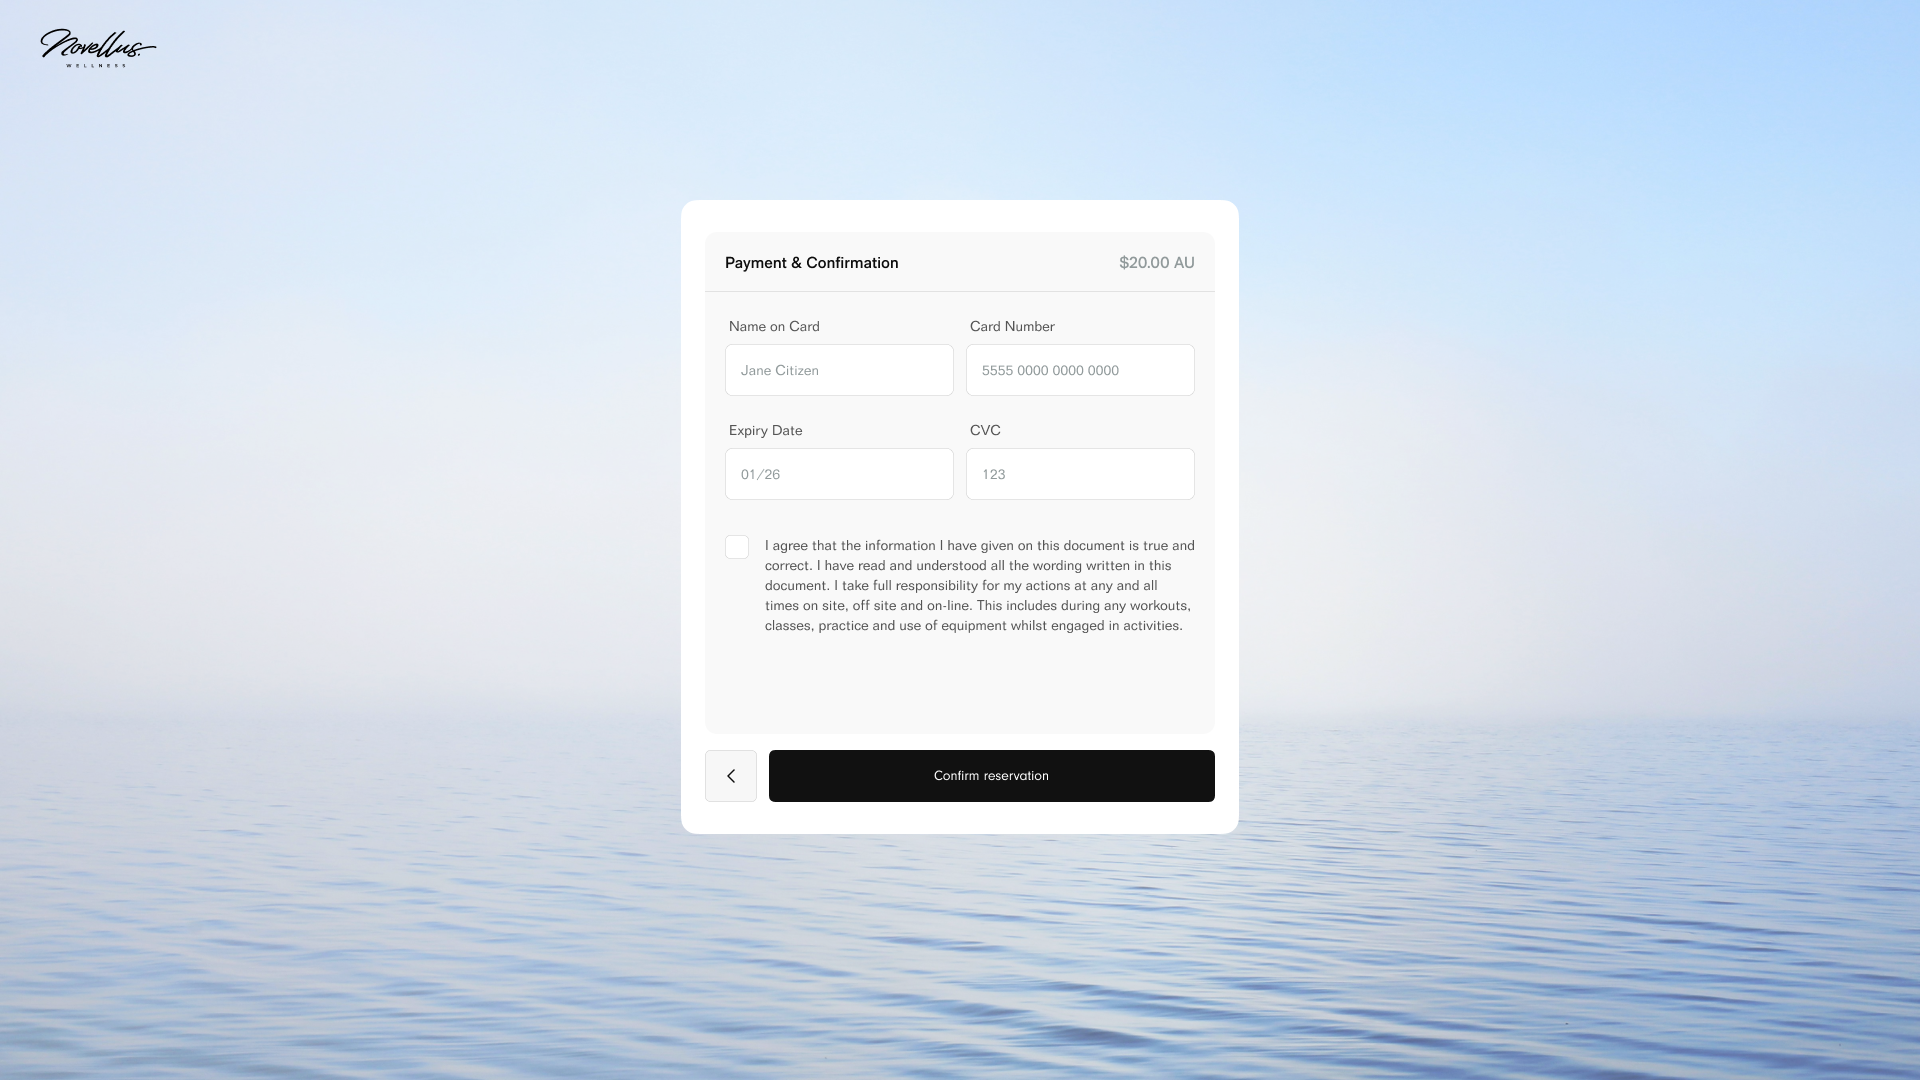 Novellus.
WELLNESS
Payment & Confirmation
$20.00 AU
Name on Card
Card Number
Jane Citizen
5555 0000 0000 0000
Expiry Date
CVC
01/26
123
I agree that the information I have given on this document is true and
correct. I have read and understood all the wording written in this
document. I take full responsibility for my actions at any and all
times on site, off site and on-line. This includes during any workouts,
classes, practice and use of equipment whilst engaged in activities.
Confirm reservation